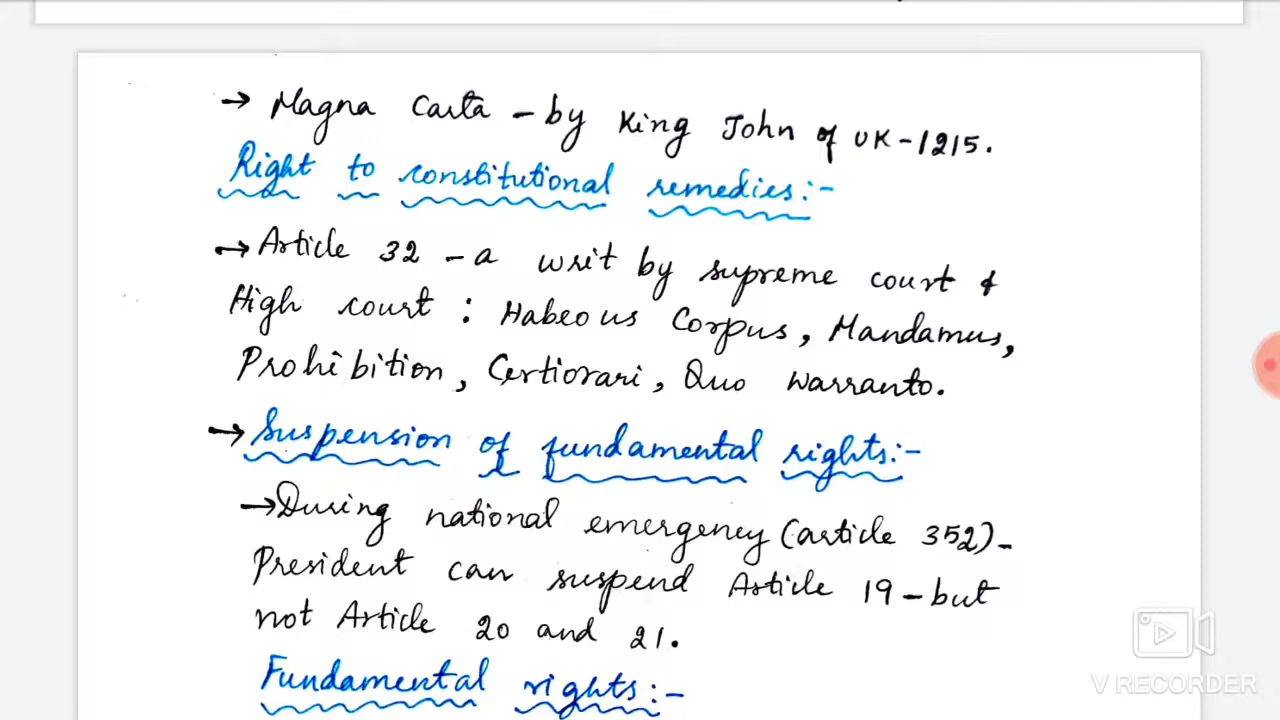 → Magna Carta - by King John of UK - 1215.
Right to constitutional remedies :-
→ Article 32 - a writ by supreme court &
High court : Habeous Corpus, Mandamus,
Prohibition, Certiorari, Quo warranto.
→ Suspension of fundamental rights :-
→ During national emergency (article 352) -
President can suspend Article 19 - but
not Article 20 and 21.
Fundamental rights :-
V RECORDER